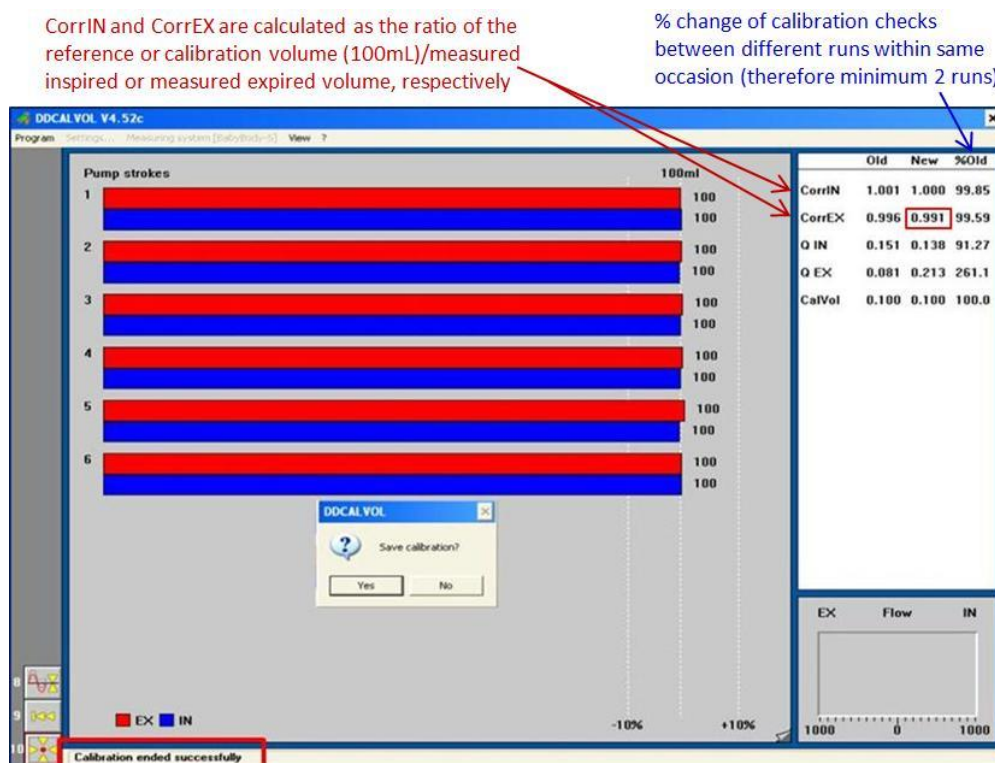 CorrIN and CorrEX are calculated as the ratio of the
reference or calibration volume (100mL)/measured
inspired or measured expired volume, respectively
% change of calibration checks
between different runs within same
occasion (therefore minimum 2 runs)
DDCALVOL V4.52c
Program Settings... Measuring system [BabyBody-S] View ?
Pump strokes 100ml
1 100
100
2 100
100
3 100
100
4 100
100
5 100
100
6 100
100
Old New %Old
CorrIN 1.001 1.000 99.85
CorrEX 0.996 0.991 99.59
Q IN 0.151 0.138 91.27
Q EX 0.081 0.213 261.1
CalVol 0.100 0.100 100.0
DDCALVOL
Save calibration?
Yes No
EX Flow IN
1000 0 1000
8
9
10
EX IN
-10% +10%
Calibration ended successfully